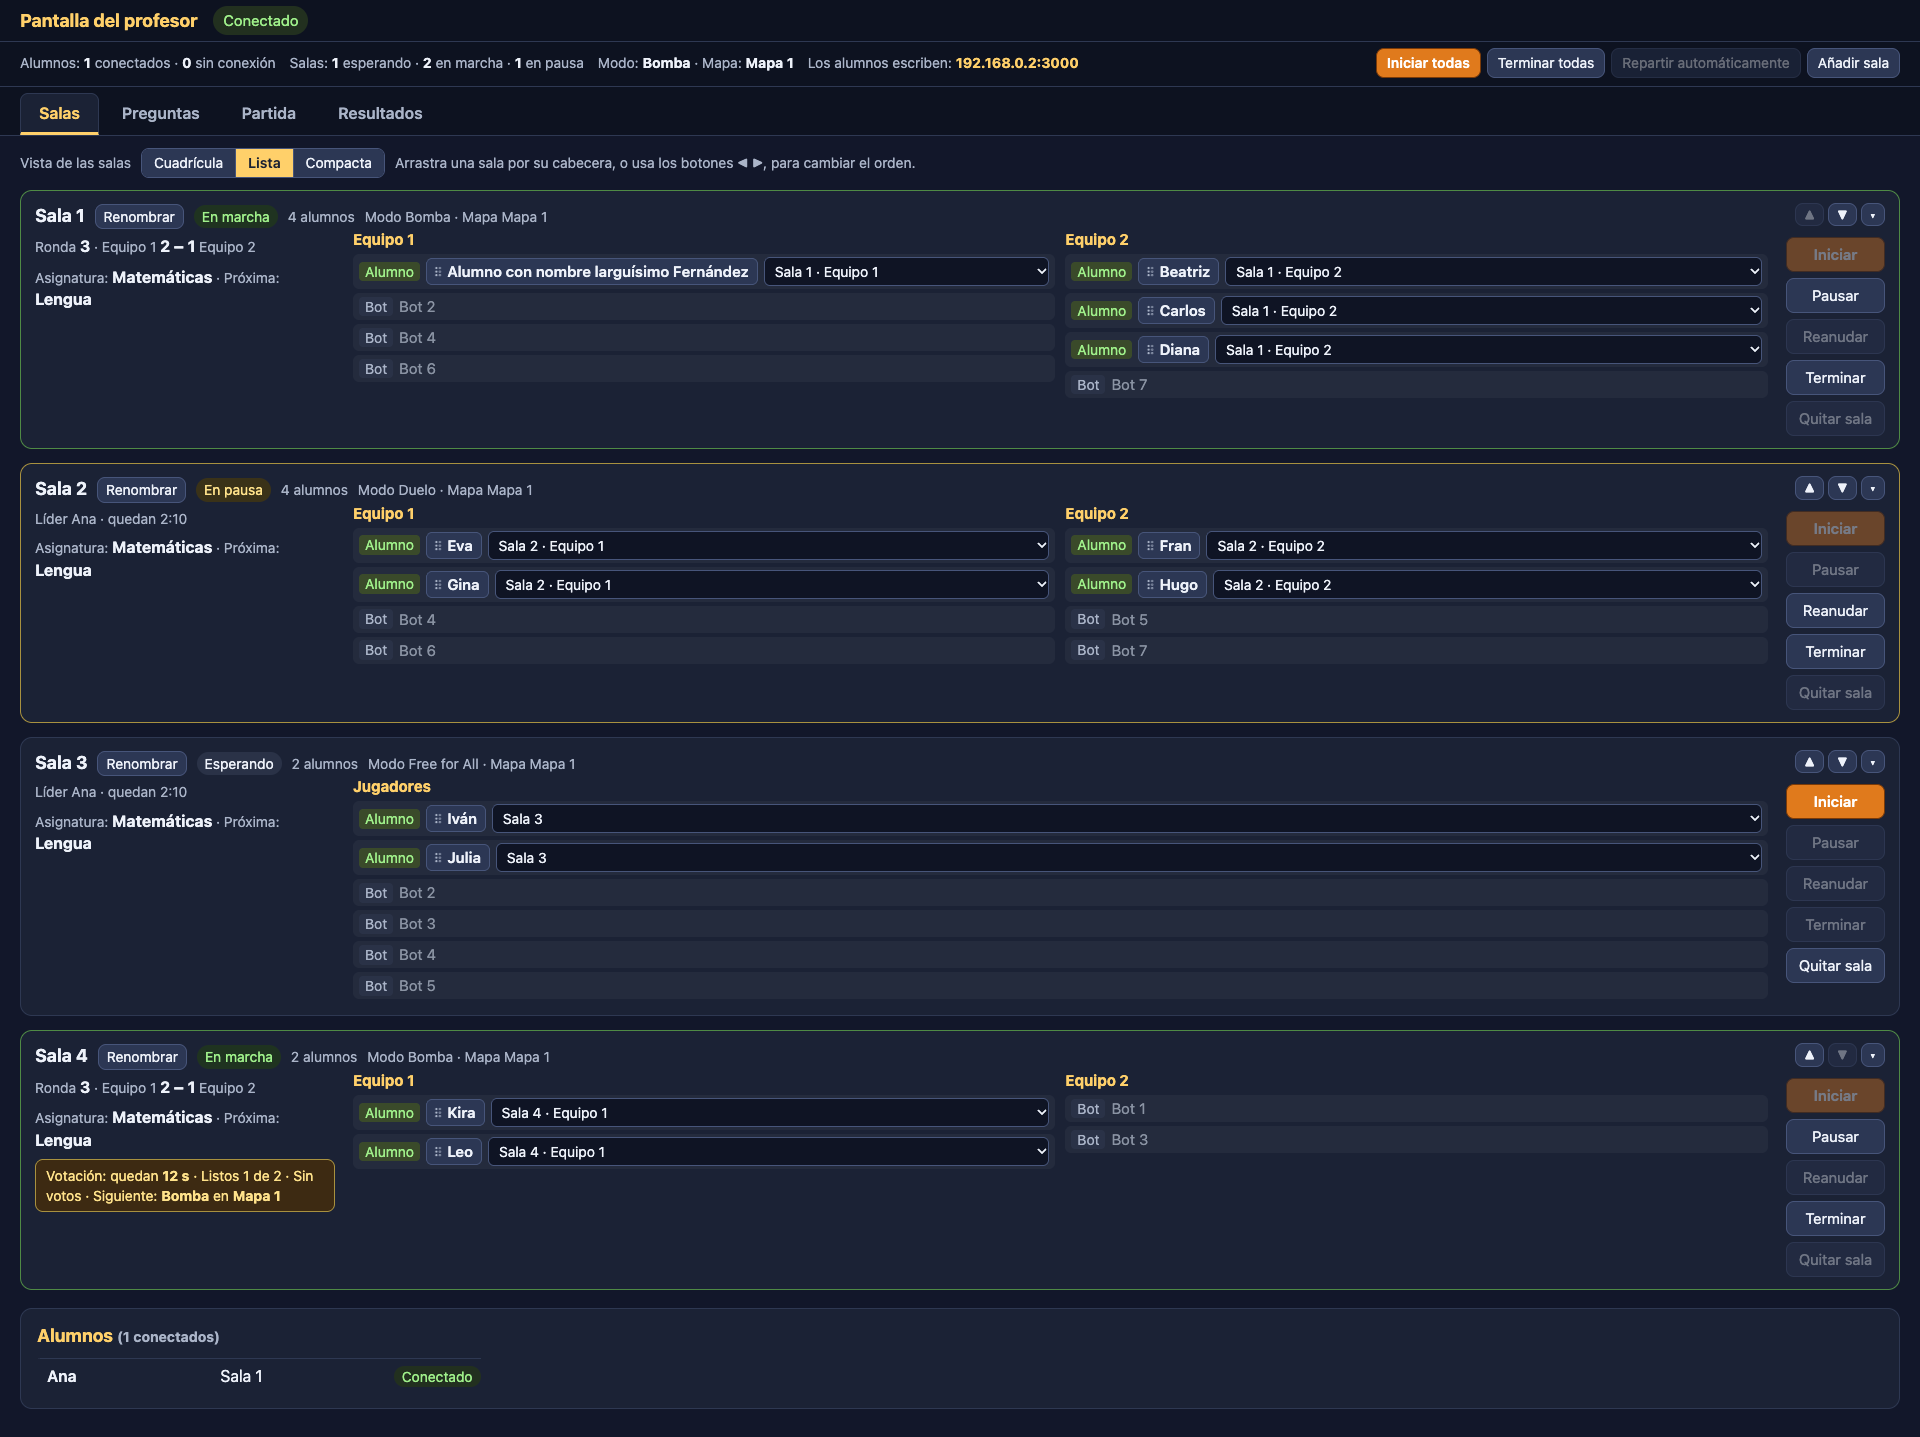 Pantalla del profesor Conectado
Alumnos: 1 conectados · 0 sin conexión Salas: 1 esperando · 2 en marcha · 1 en pausa Modo: Bomba · Mapa: Mapa 1 Los alumnos escriben: 192.168.0.2:3000 Iniciar todas Terminar todas Repartir automáticamente Añadir sala
Salas Preguntas Partida Resultados
Vista de las salas Cuadrícula Lista Compacta Arrastra una sala por su cabecera, o usa los botones ◀ ▶, para cambiar el orden.
Sala 1 Renombrar En marcha 4 alumnos Modo Bomba · Mapa Mapa 1 ▲ ▼ ▾
Ronda 3 · Equipo 1 2 – 1 Equipo 2
Asignatura: Matemáticas · Próxima:
Lengua
Equipo 1
Alumno ⠿ Alumno con nombre larguísimo Fernández Sala 1 · Equipo 1
Bot Bot 2
Bot Bot 4
Bot Bot 6
Equipo 2
Alumno ⠿ Beatriz Sala 1 · Equipo 2
Alumno ⠿ Carlos Sala 1 · Equipo 2
Alumno ⠿ Diana Sala 1 · Equipo 2
Bot Bot 7
Iniciar
Pausar
Reanudar
Terminar
Quitar sala
Sala 2 Renombrar En pausa 4 alumnos Modo Duelo · Mapa Mapa 1 ▲ ▼ ▾
Líder Ana · quedan 2:10
Asignatura: Matemáticas · Próxima:
Lengua
Equipo 1
Alumno ⠿ Eva Sala 2 · Equipo 1
Alumno ⠿ Gina Sala 2 · Equipo 1
Bot Bot 4
Bot Bot 6
Equipo 2
Alumno ⠿ Fran Sala 2 · Equipo 2
Alumno ⠿ Hugo Sala 2 · Equipo 2
Bot Bot 5
Bot Bot 7
Iniciar
Pausar
Reanudar
Terminar
Quitar sala
Sala 3 Renombrar Esperando 2 alumnos Modo Free for All · Mapa Mapa 1 ▲ ▼ ▾
Líder Ana · quedan 2:10
Asignatura: Matemáticas · Próxima:
Lengua
Jugadores
Alumno ⠿ Iván Sala 3
Alumno ⠿ Julia Sala 3
Bot Bot 2
Bot Bot 3
Bot Bot 4
Bot Bot 5
Iniciar
Pausar
Reanudar
Terminar
Quitar sala
Sala 4 Renombrar En marcha 2 alumnos Modo Bomba · Mapa Mapa 1 ▲ ▼ ▾
Ronda 3 · Equipo 1 2 – 1 Equipo 2
Asignatura: Matemáticas · Próxima:
Lengua
Votación: quedan 12 s · Listos 1 de 2 · Sin
votos · Siguiente: Bomba en Mapa 1
Equipo 1
Alumno ⠿ Kira Sala 4 · Equipo 1
Alumno ⠿ Leo Sala 4 · Equipo 1
Equipo 2
Bot Bot 1
Bot Bot 3
Iniciar
Pausar
Reanudar
Terminar
Quitar sala
Alumnos (1 conectados)
Ana Sala 1 Conectado